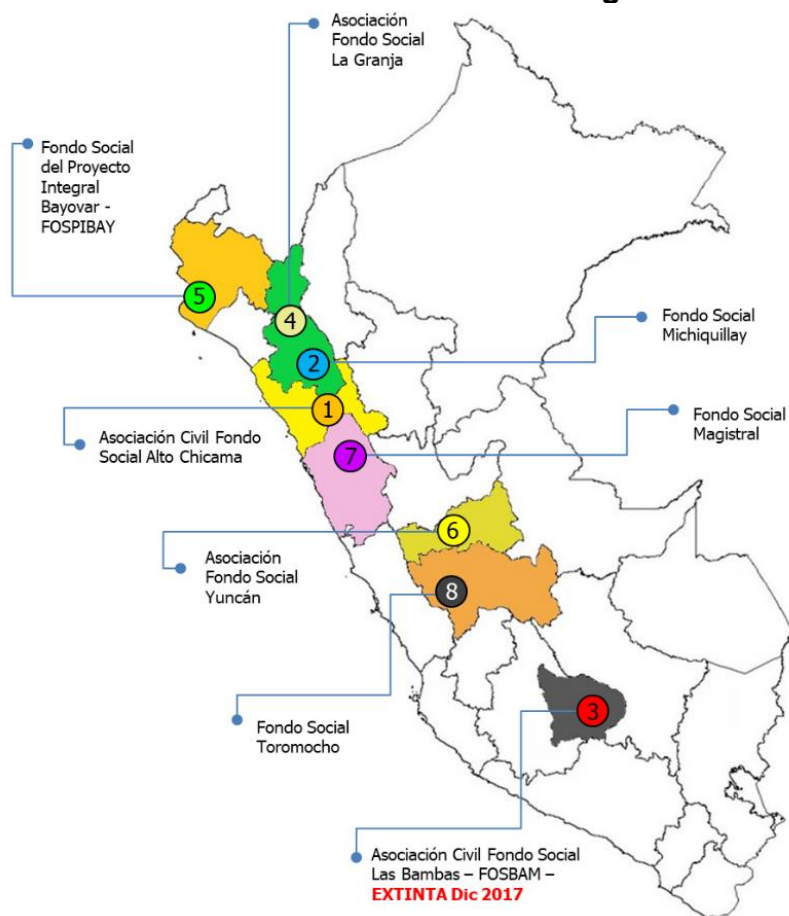 Asociación
Fondo Social
La Granja
Fondo Social
del Proyecto
Integral
Bayovar -
FOSPIBAY
5
4
Fondo Social
Michiquillay
2
1
Asociación Civil Fondo
Social Alto Chicama
Fondo Social
Magistral
7
6
Asociación
Fondo Social
Yuncán
8
3
Fondo Social
Toromocho
Asociación Civil Fondo Social
Las Bambas – FOSBAM –
EXTINTA Dic 2017